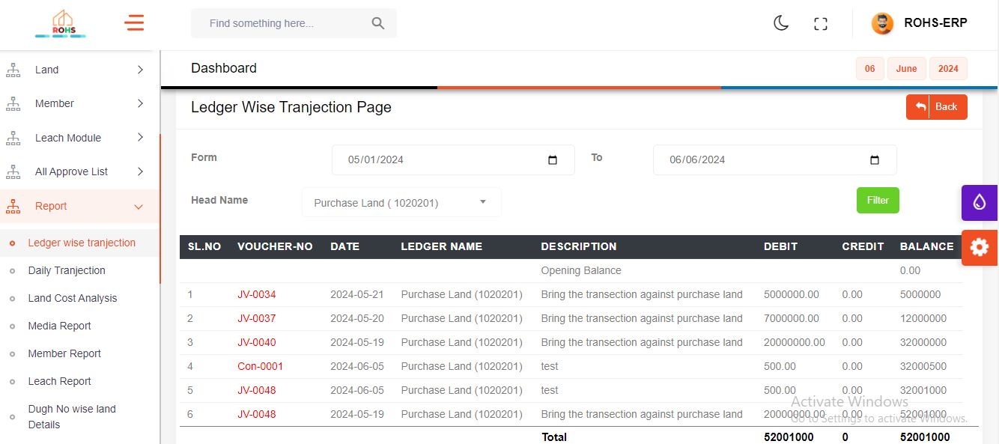 ROHS
Find something here...
ROHS-ERP
Land
Member
Leach Module
All Approve List
Report
Ledger wise tranjection
Daily Tranjection
Land Cost Analysis
Media Report
Member Report
Leach Report
Dugh No wise land
Details
Dashboard
06 June 2024
Ledger Wise Tranjection Page
Back
Form 05/01/2024 To 06/06/2024
Head Name Purchase Land ( 1020201) Filter
SL.NO VOUCHER-NO DATE LEDGER NAME DESCRIPTION DEBIT CREDIT BALANCE
Opening Balance 0.00
1 JV-0034 2024-05-21 Purchase Land (1020201) Bring the transection against purchase land 5000000.00 0.00 5000000
2 JV-0037 2024-05-20 Purchase Land (1020201) Bring the transection against purchase land 7000000.00 0.00 12000000
3 JV-0040 2024-05-19 Purchase Land (1020201) Bring the transection against purchase land 20000000.00 0.00 32000000
4 Con-0001 2024-06-05 Purchase Land (1020201) test 500.00 0.00 32000500
5 JV-0048 2024-06-05 Purchase Land (1020201) test 500.00 0.00 32001000
6 JV-0048 2024-05-19 Purchase Land (1020201) Bring the transection against purchase land 20000000.00 0.00 52001000
Total 52001000 0 52001000
Activate Windows
Go to Settings to activate Windows.